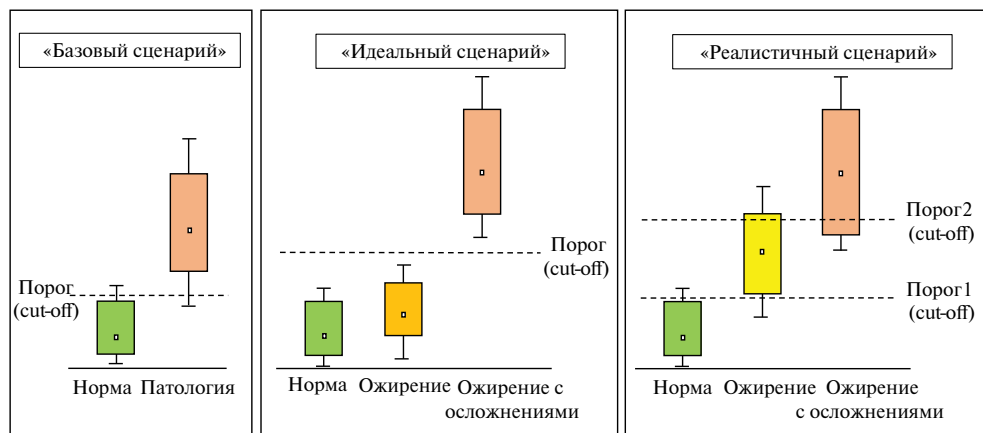 «Базовый сценарий»
Порог
(cut-off)
Норма Патология
«Идеальный сценарий»
Порог
(cut-off)
Норма Ожирение Ожирение с
осложнениями
«Реалистичный сценарий»
Порог2
(cut-off)
Порог1
(cut-off)
Норма Ожирение Ожирение
с осложнениями